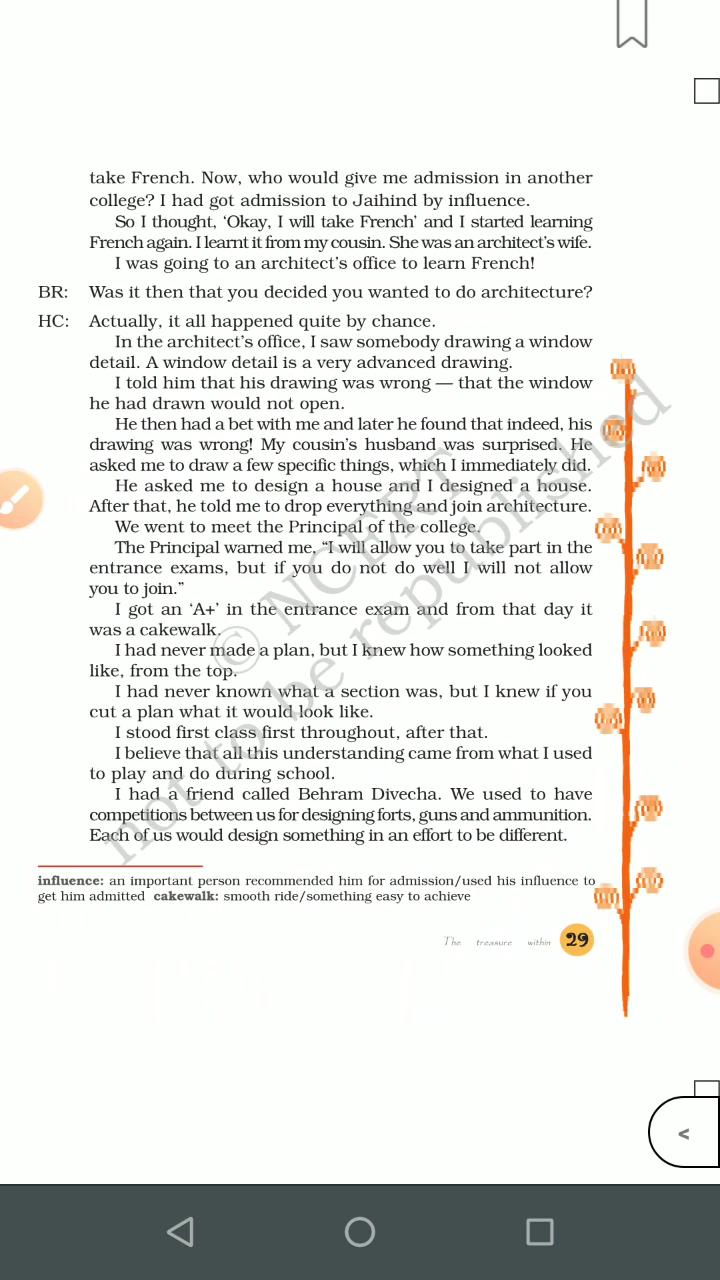 take French. Now, who would give me admission in another
college? I had got admission to Jaihind by influence.
So I thought, ‘Okay, I will take French’ and I started learning
French again. I learnt it from my cousin. She was an architect’s wife.
I was going to an architect’s office to learn French!
BR: Was it then that you decided you wanted to do architecture?
HC: Actually, it all happened quite by chance.
In the architect’s office, I saw somebody drawing a window
detail. A window detail is a very advanced drawing.
I told him that his drawing was wrong — that the window
he had drawn would not open.
He then had a bet with me and later he found that indeed, his
drawing was wrong! My cousin’s husband was surprised. He
asked me to draw a few specific things, which I immediately did.
He asked me to design a house and I designed a house.
After that, he told me to drop everything and join architecture.
We went to meet the Principal of the college.
The Principal warned me, “I will allow you to take part in the
entrance exams, but if you do not do well I will not allow
you to join.”
I got an ‘A+’ in the entrance exam and from that day it
was a cakewalk.
I had never made a plan, but I knew how something looked
like, from the top.
I had never known what a section was, but I knew if you
cut a plan what it would look like.
I stood first class first throughout, after that.
I believe that all this understanding came from what I used
to play and do during school.
I had a friend called Behram Divecha. We used to have
competitions between us for designing forts, guns and ammunition.
Each of us would design something in an effort to be different.
influence: an important person recommended him for admission/used his influence to
get him admitted cakewalk: smooth ride/something easy to achieve
The treasure within 29
© NCERT
not to be republished
<